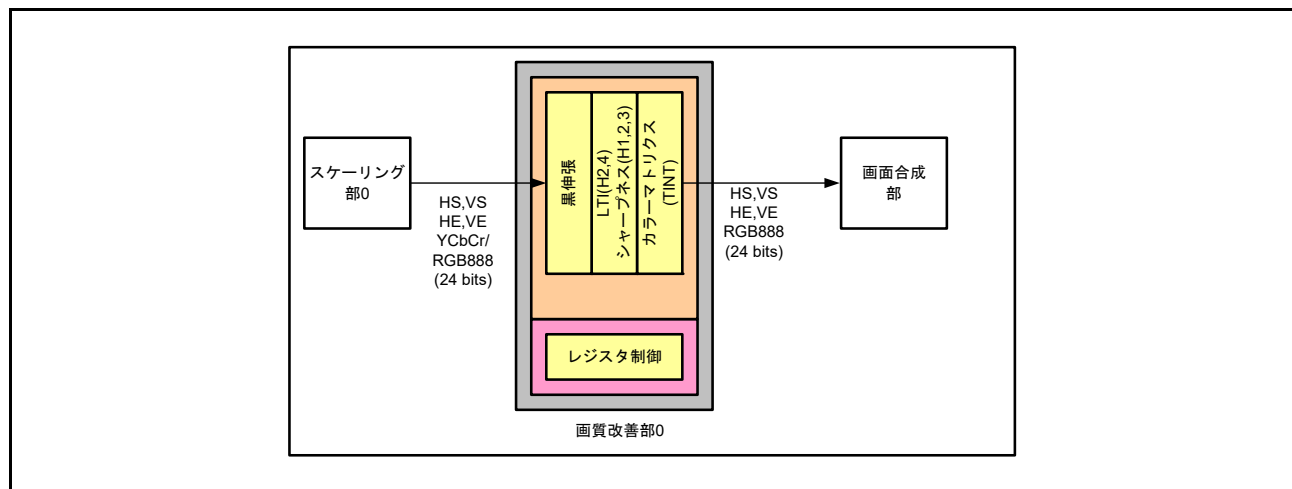 スケーリング
部0
HS,VS
HE,VE
YCbCr/
RGB888
(24 bits)
黒伸張
LTI(H2,4)
シャープネス(H1,2,3)
カラーマトリクス
(TINT)
レジスタ制御
画質改善部0
HS,VS
HE,VE
RGB888
(24 bits)
画面合成
部